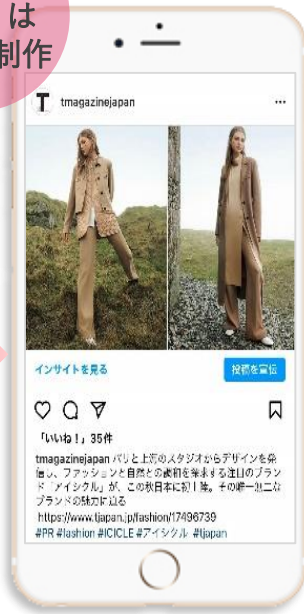 は
制作
T tmagazinejapan
インサイトを見る
投稿を宣伝
「いいね！」35件
tmagazinejapan パリと上海のスタジオからデザインを発
信し、ファッションと自然との調和を探求する注目のブラン
ド「アイシクル」が、この秋日本に初上陸。その唯一無二な
ブランドの魅力に迫る
https://www.tjapan.jp/fashion/17496739
#PR #fashion #ICICLE #アイシクル #tjapan